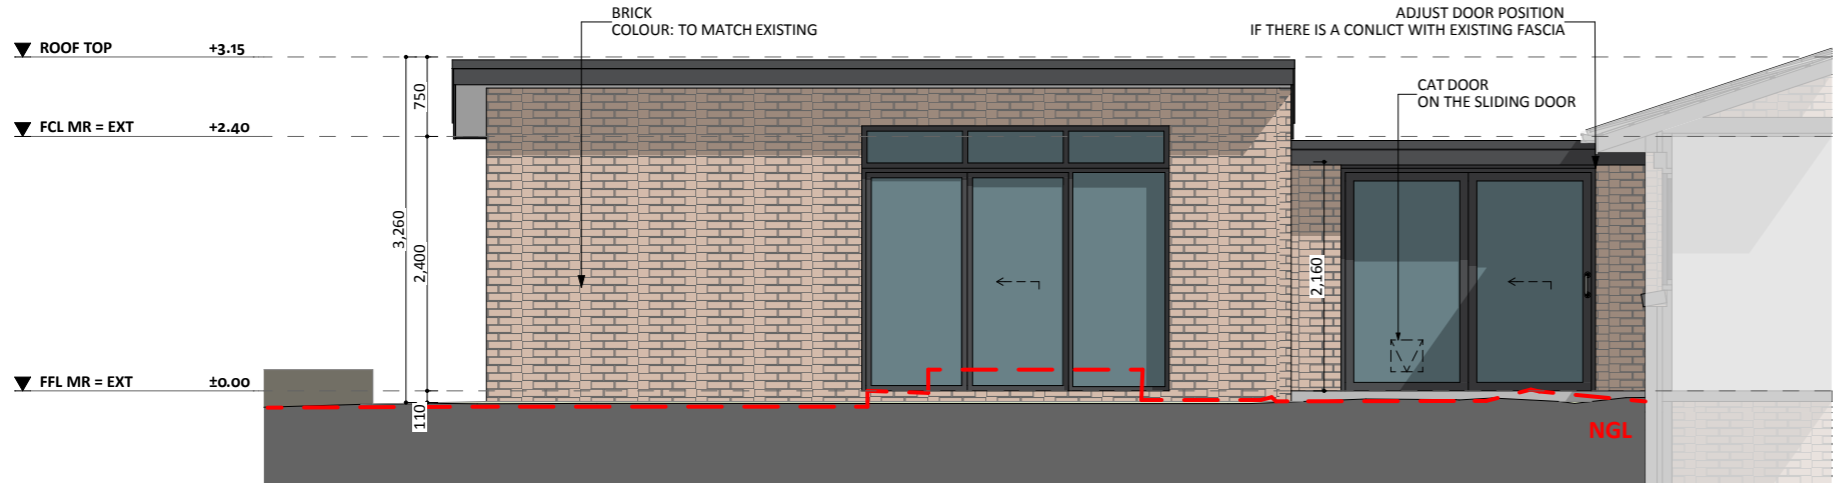 BRICK
COLOUR: TO MATCH EXISTING
ADJUST DOOR POSITION
IF THERE IS A CONLICT WITH EXISTING FASCIA
ROOF TOP +3.15
CAT DOOR
ON THE SLIDING DOOR
750
FCL MR = EXT +2.40
3,260
2,400
2,160
FFL MR = EXT ±0.00
110
NGL